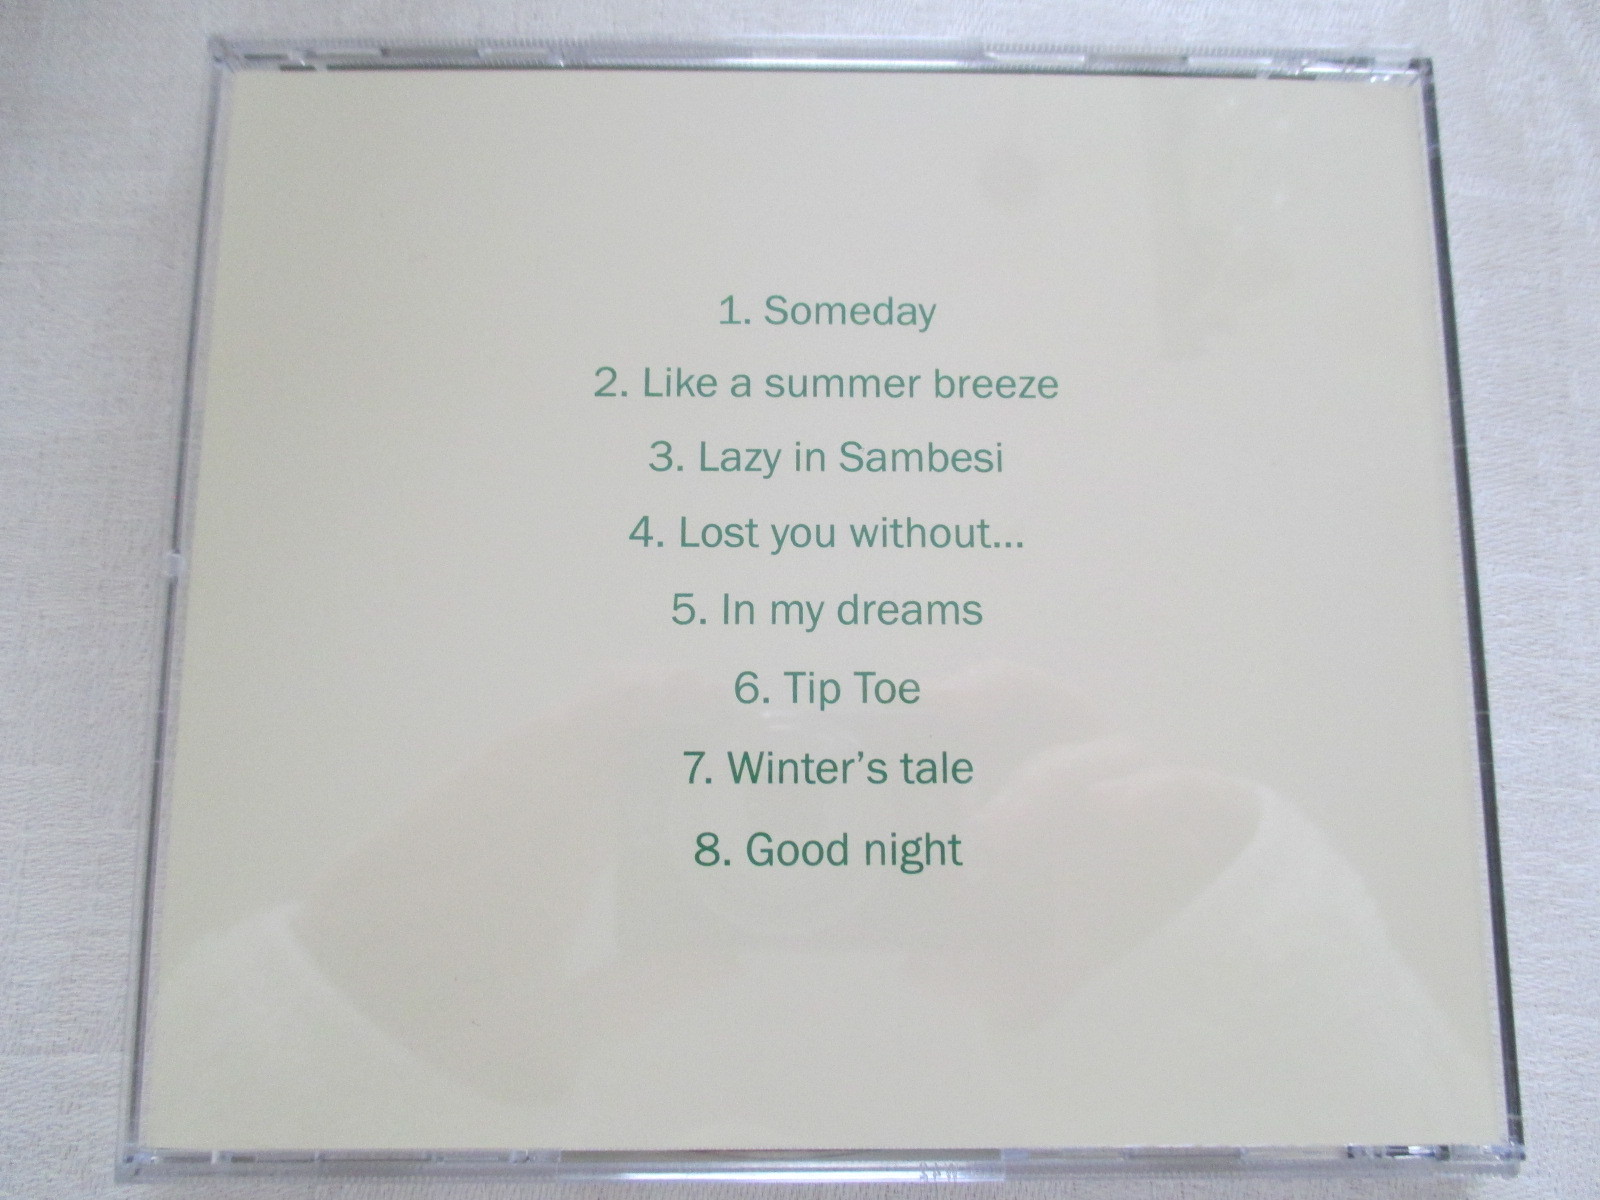 1. Someday
2. Like a summer breeze
3. Lazy in Sambesi
4. Lost you without...
5. In my dreams
6. Tip Toe
7. Winter’s tale
8. Good night